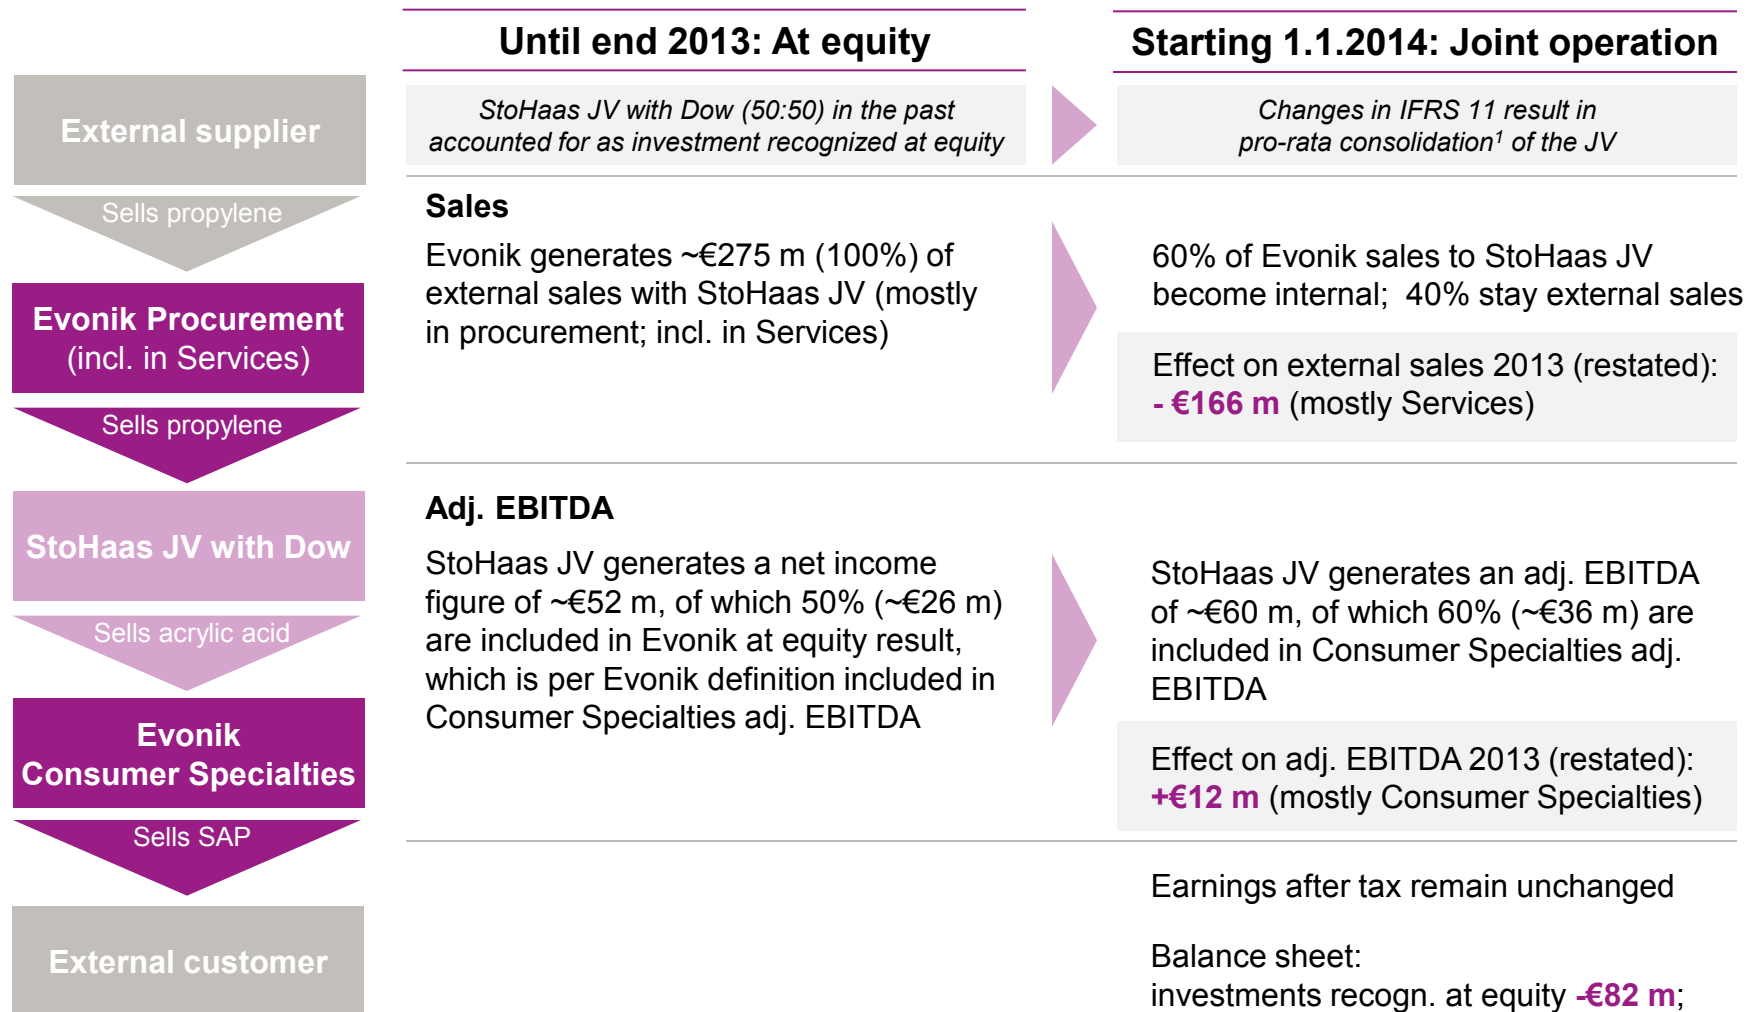 Until end 2013: At equity
Starting 1.1.2014: Joint operation
StoHaas JV with Dow (50:50) in the past
accounted for as investment recognized at equity
Changes in IFRS 11 result in
pro-rata consolidation¹ of the JV
External supplier
Sells propylene
Evonik Procurement
(incl. in Services)
Sells propylene
StoHaas JV with Dow
Sells acrylic acid
Evonik
Consumer Specialties
Sells SAP
External customer
Sales
Evonik generates ~€275 m (100%) of
external sales with StoHaas JV (mostly
in procurement; incl. in Services)
60% of Evonik sales to StoHaas JV
become internal; 40% stay external sales
Effect on external sales 2013 (restated):
- €166 m (mostly Services)
Adj. EBITDA
StoHaas JV generates a net income
figure of ~€52 m, of which 50% (~€26 m)
are included in Evonik at equity result,
which is per Evonik definition included in
Consumer Specialties adj. EBITDA
StoHaas JV generates an adj. EBITDA
of ~€60 m, of which 60% (~€36 m) are
included in Consumer Specialties adj.
EBITDA
Effect on adj. EBITDA 2013 (restated):
+€12 m (mostly Consumer Specialties)
Earnings after tax remain unchanged
Balance sheet:
investments recogn. at equity -€82 m;